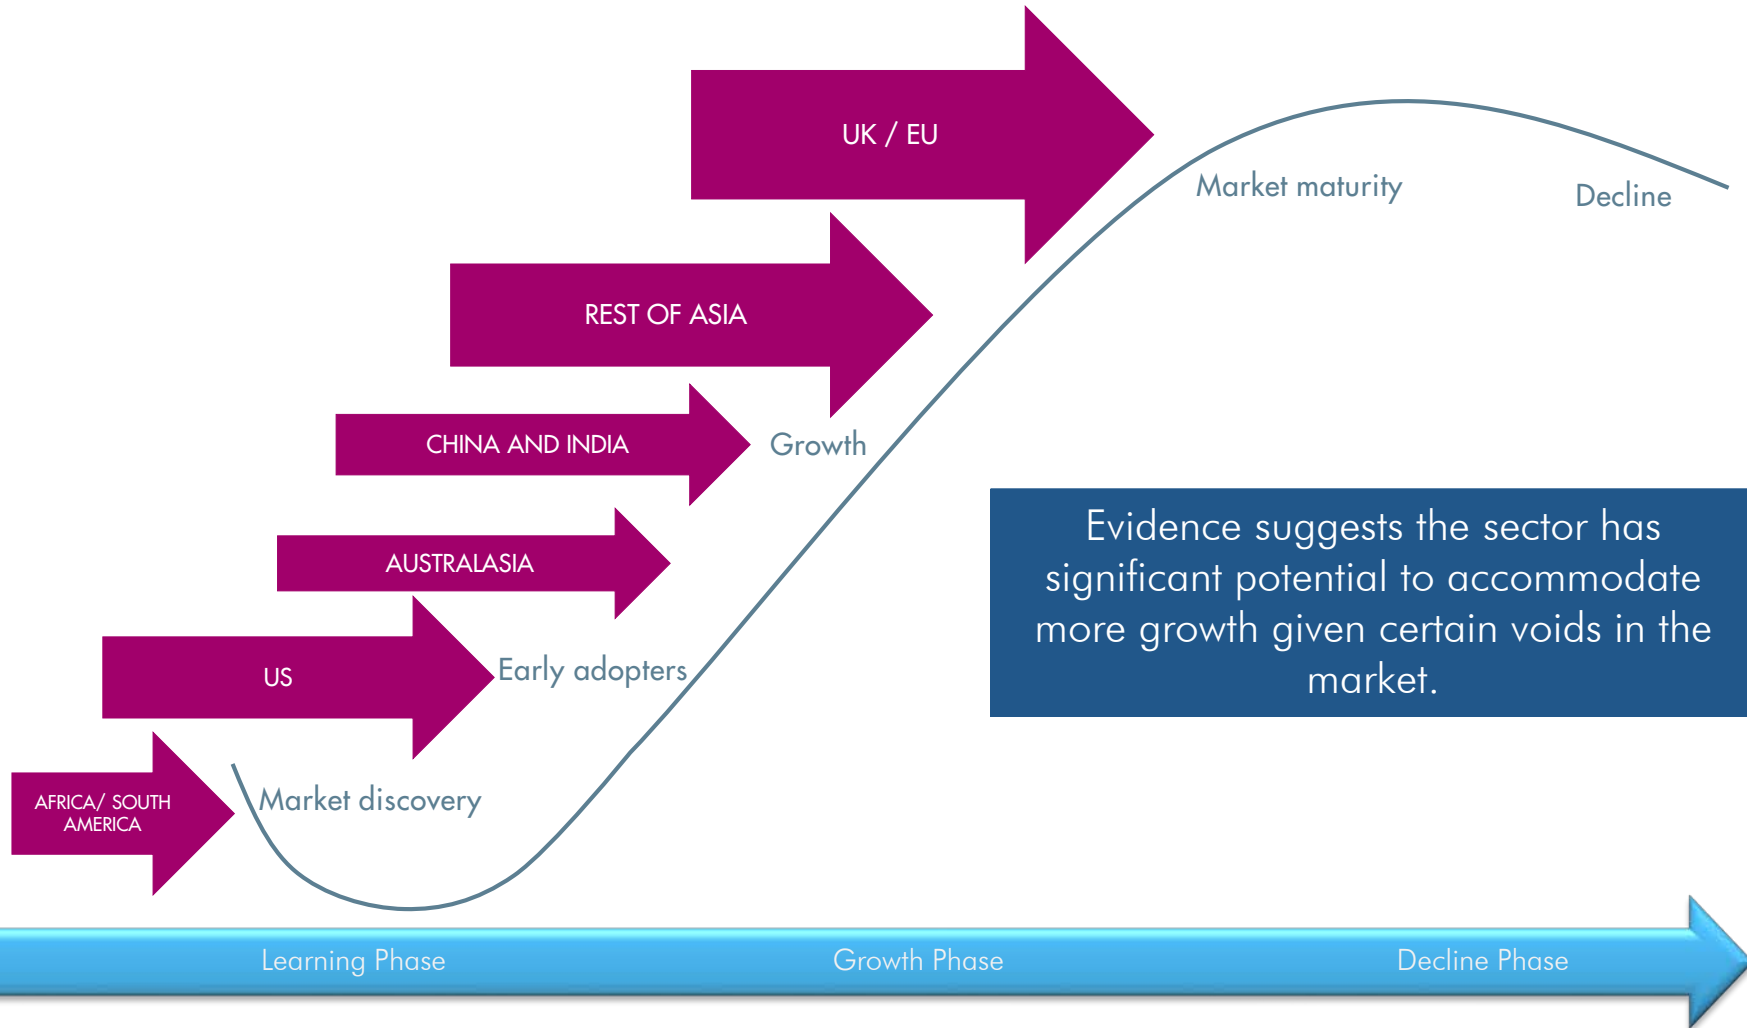 UK / EU
Market maturity
Decline
REST OF ASIA
CHINA AND INDIA
Growth
AUSTRALASIA
Evidence suggests the sector has
significant potential to accommodate
more growth given certain voids in the
market.
US
Early adopters
AFRICA/ SOUTH
AMERICA
Market discovery
Learning Phase
Growth Phase
Decline Phase